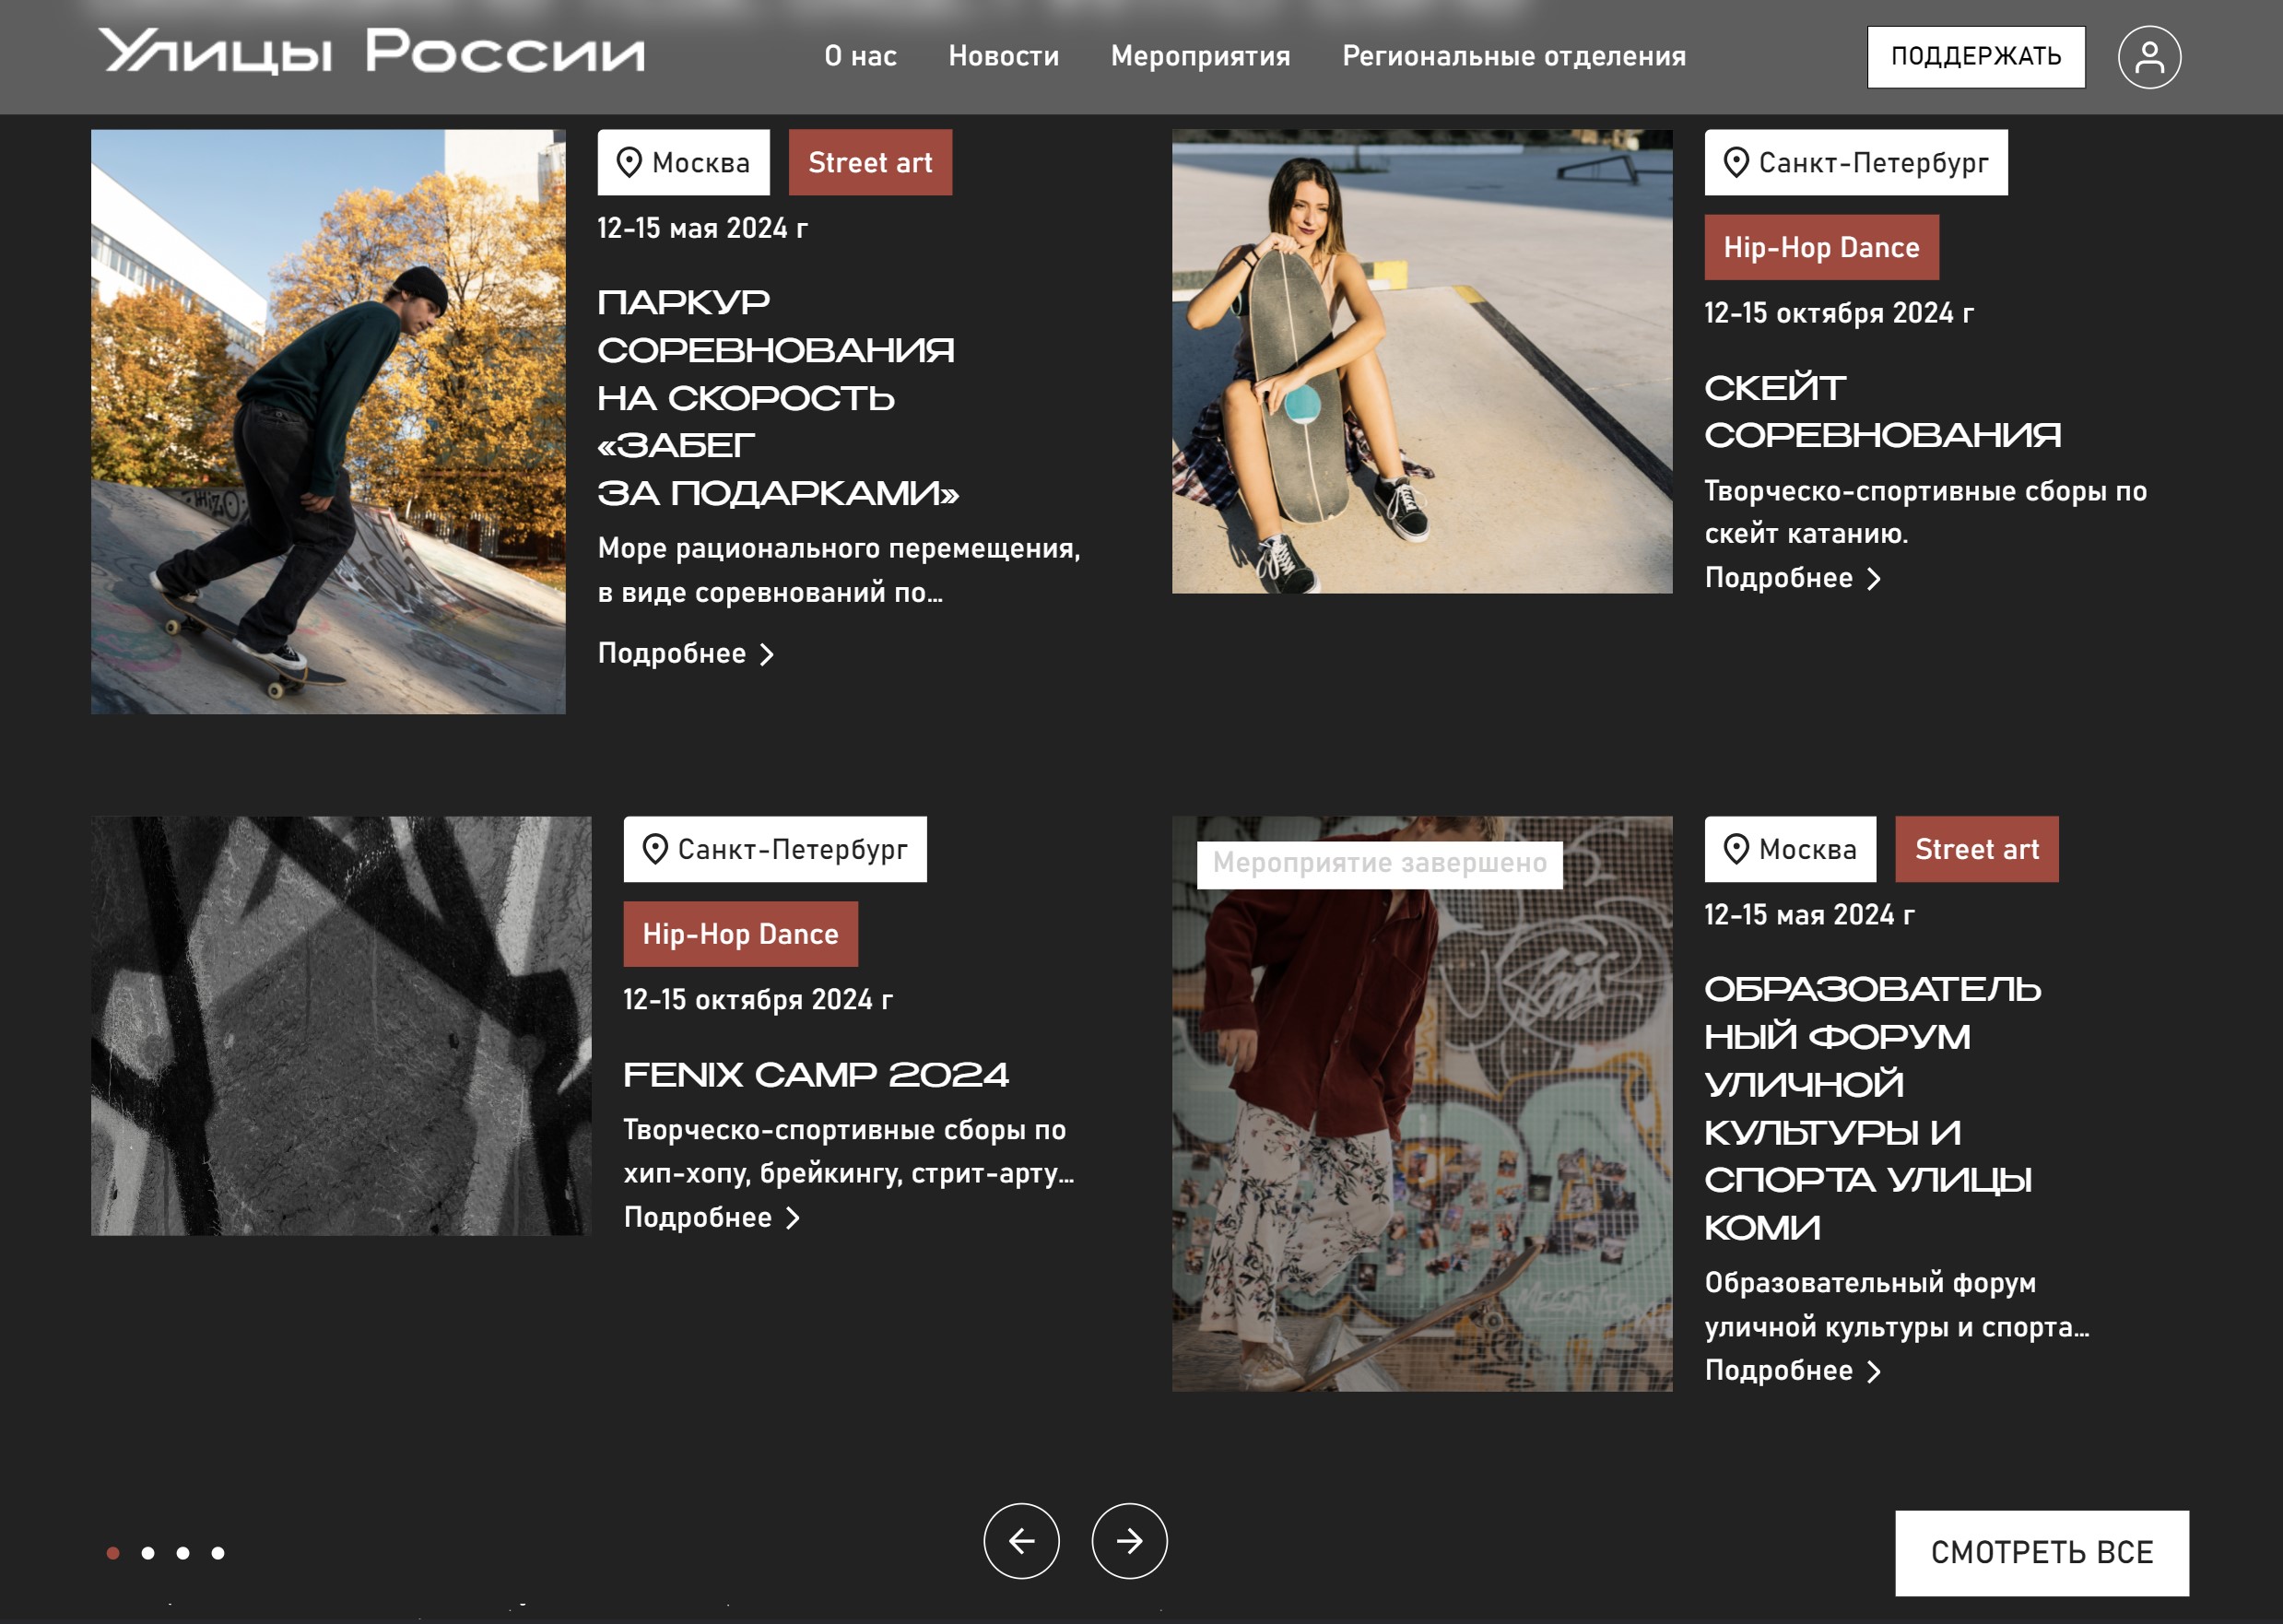 Улицы России
О нас
Новости
Мероприятия
Региональные отделения
ПОДДЕРЖАТЬ
Москва
Street art
12-15 мая 2024 г
ПАРКУР
СОРЕВНОВАНИЯ
НА СКОРОСТЬ
«ЗАБЕГ
ЗА ПОДАРКАМИ»
Море рационального перемещения,
в виде соревнований по...
Подробнее
Санкт-Петербург
Hip-Hop Dance
12-15 октября 2024 г
СКЕЙТ
СОРЕВНОВАНИЯ
Творческо-спортивные сборы по
скейт катанию.
Подробнее
Санкт-Петербург
Hip-Hop Dance
12-15 октября 2024 г
FENIX CAMP 2024
Творческо-спортивные сборы по
хип-хопу, брейкингу, стрит-арту...
Подробнее
Мероприятие завершено
Москва
Street art
12-15 мая 2024 г
ОБРАЗОВАТЕЛЬ
НЫЙ ФОРУМ
УЛИЧНОЙ
КУЛЬТУРЫ И
СПОРТА УЛИЦЫ
КОМИ
Образовательный форум
уличной культуры и спорта...
Подробнее
СМОТРЕТЬ ВСЕ